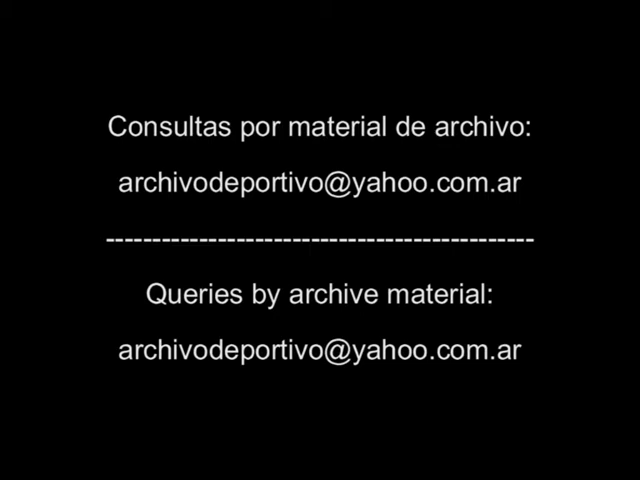 Consultas por material de archivo:
archivodeportivo@yahoo.com.ar
-----------------------------------------------
Queries by archive material:
archivodeportivo@yahoo.com.ar